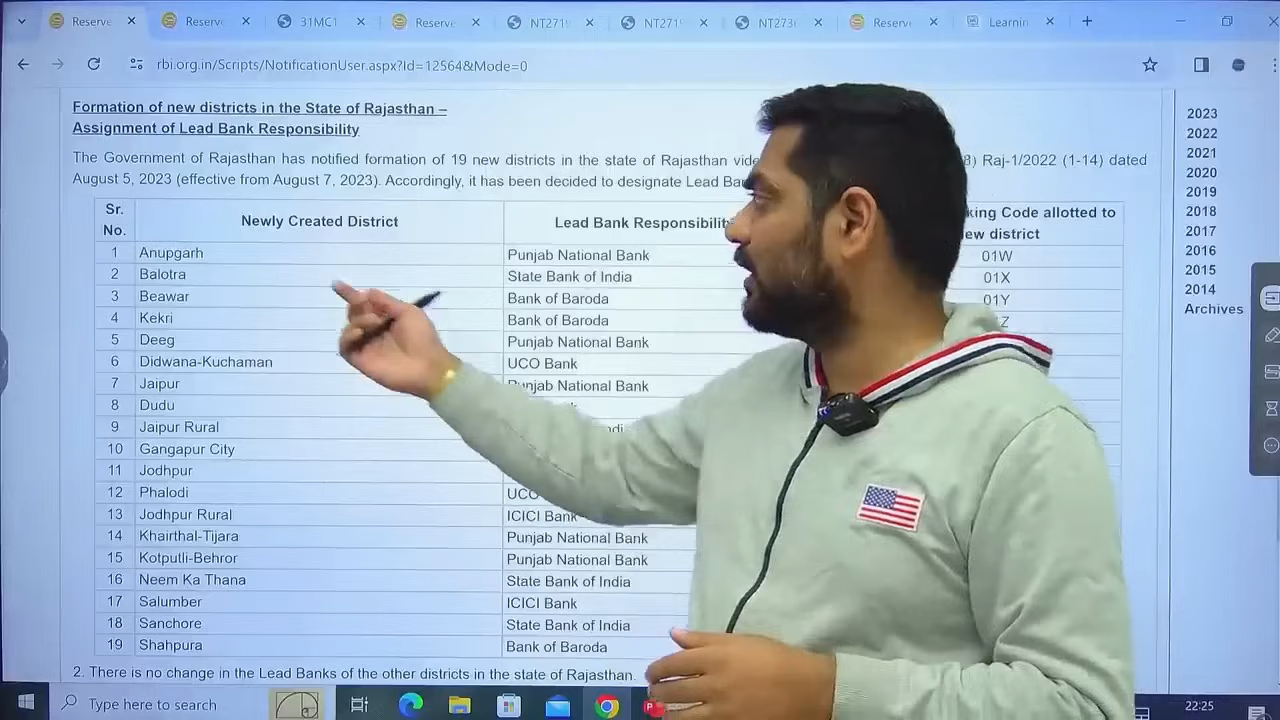 Reserve
Reserv
31MC1
Reserve
NT271
NT271
NT273
Reserv
Learnin
rbi.org.in/Scripts/NotificationUser.aspx?Id=12564&Mode=0
Formation of new districts in the State of Rajasthan –
Assignment of Lead Bank Responsibility
The Government of Rajasthan has notified formation of 19 new districts in the state of Rajasthan vide Raj-1/2022 (1-14) dated
August 5, 2023 (effective from August 7, 2023). Accordingly, it has been decided to designate Lead
Sr. No. Newly Created District Lead Bank Responsibility king Code allotted to ew district
1 Anupgarh Punjab National Bank 01W
2 Balotra State Bank of India 01X
3 Beawar Bank of Baroda 01Y
4 Kekri Bank of Baroda Z
5 Deeg Punjab National Bank
6 Didwana-Kuchaman UCO Bank
7 Jaipur Punjab National Bank
8 Dudu
9 Jaipur Rural
10 Gangapur City
11 Jodhpur
12 Phalodi UCO
13 Jodhpur Rural ICICI Bank
14 Khairthal-Tijara Punjab National Bank
15 Kotputli-Behror Punjab National Bank
16 Neem Ka Thana State Bank of India
17 Salumber ICICI Bank
18 Sanchore State Bank of India
19 Shahpura Bank of Baroda
2. There is no change in the Lead Banks of the other districts in the state of Rajasthan.
2023
2022
2021
2020
2019
2018
2017
2016
2015
2014
Archives
Type here to search
22:25